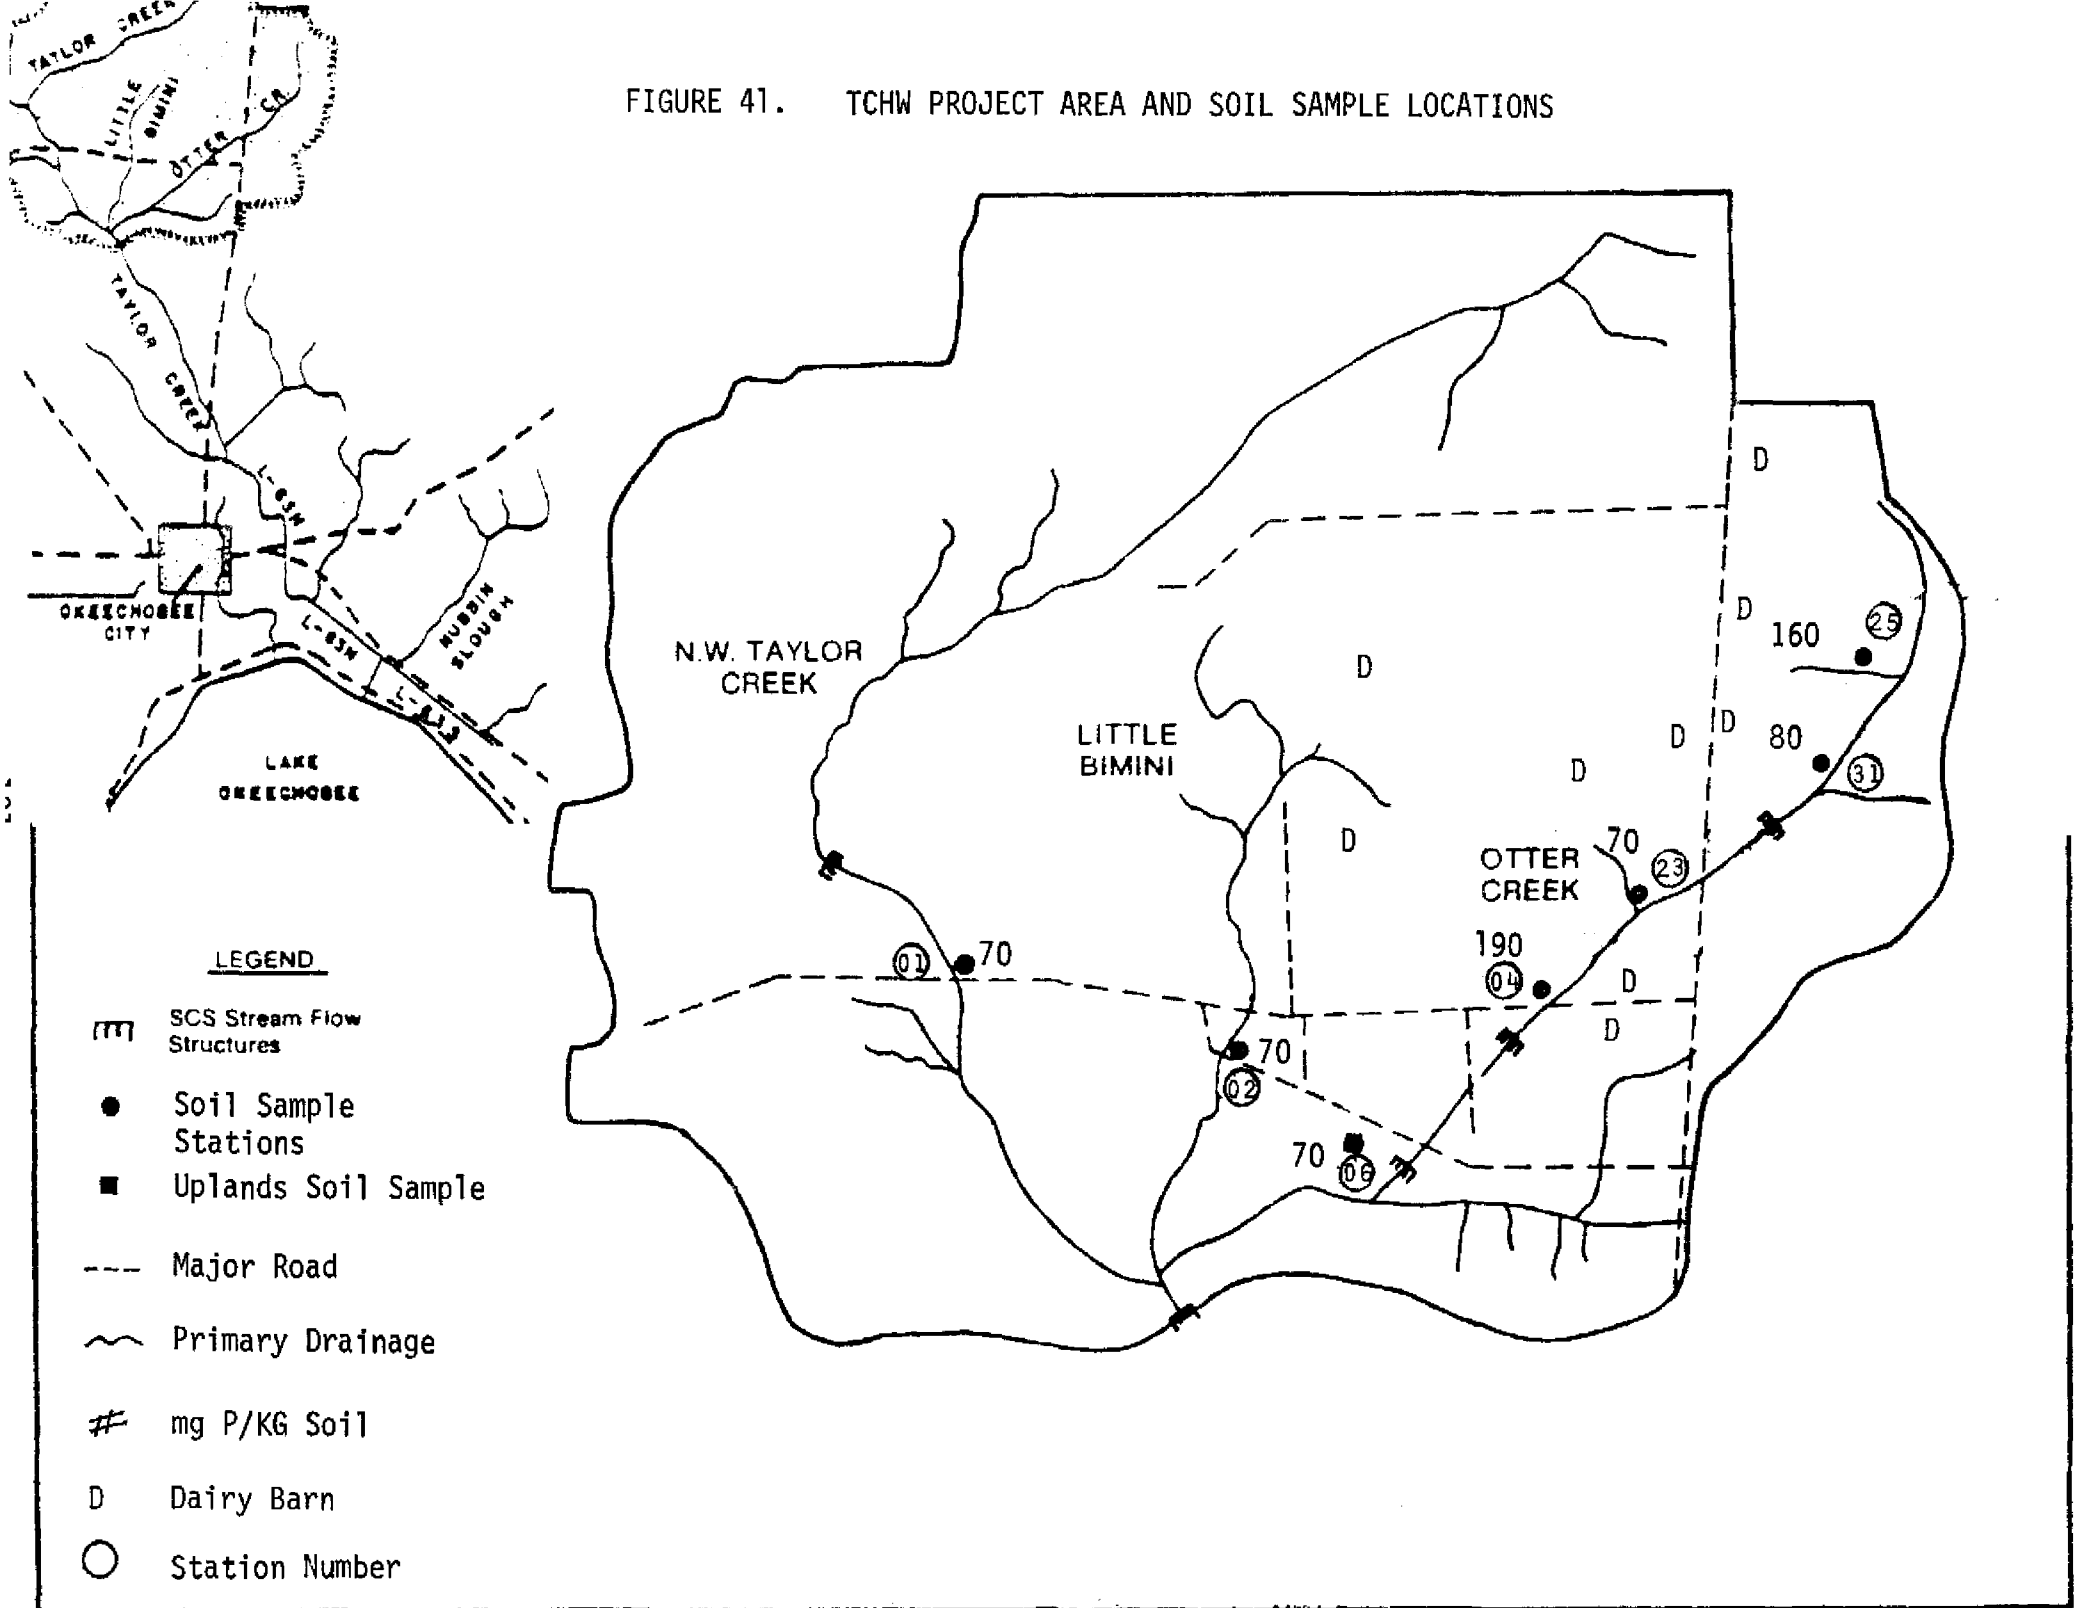 FIGURE 41. TCHW PROJECT AREA AND SOIL SAMPLE LOCATIONS
TAYLOR CREEK
LITTLE
BIMINI
OTTER CR.
TAYLOR CREEK
L-63N
OKEECHOBEE
CITY
L-63N
NUBBIN
SLOUGH
L-63S
LAKE
OKEECHOBEE
N.W. TAYLOR
CREEK
LITTLE
BIMINI
OTTER
CREEK
D
D
D
D
D
D
D
D
D
160
25
80
31
70
23
190
04
01
70
70
02
70
06
LEGEND
SCS Stream Flow
Structures
Soil Sample
Stations
Uplands Soil Sample
Major Road
Primary Drainage
# mg P/KG Soil
D Dairy Barn
Station Number